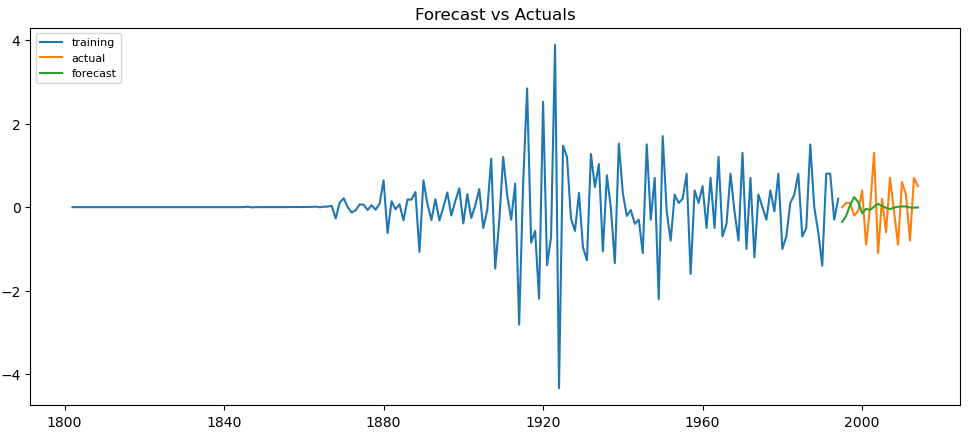 Forecast vs Actuals
training
actual
forecast
4
2
0
−2
−4
1800 1840 1880 1920 1960 2000